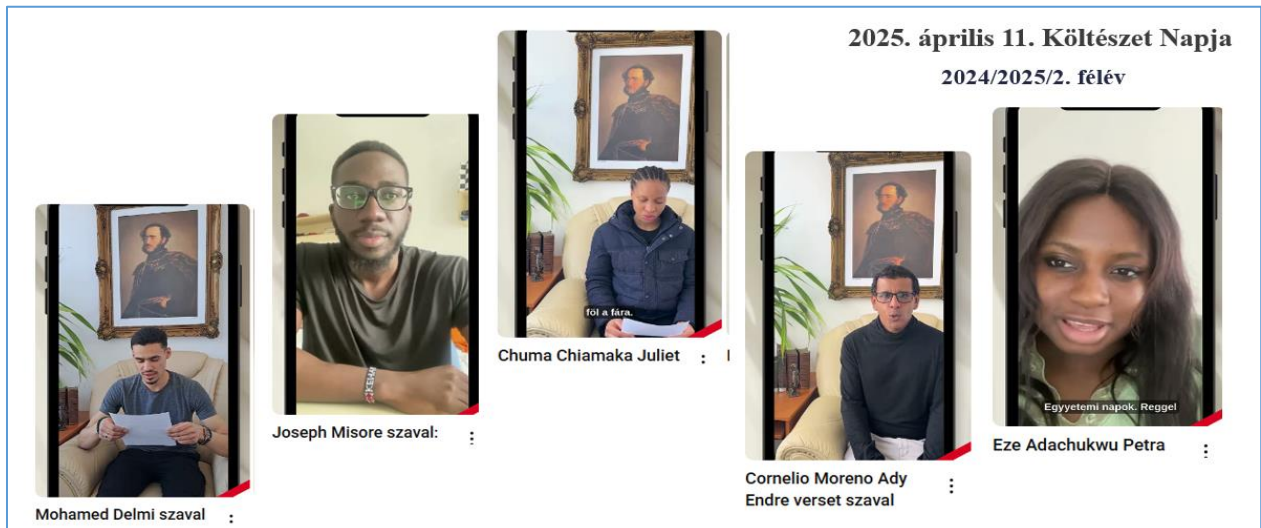 2025. április 11. Költészet Napja
2024/2025/2. félév
föl a fára.
Chuma Chiamaka Juliet
Egyyetemi napok. Reggel
Joseph Misore szaval:
Eze Adachukwu Petra
Cornelio Moreno Ady
Endre verset szaval
Mohamed Delmi szaval